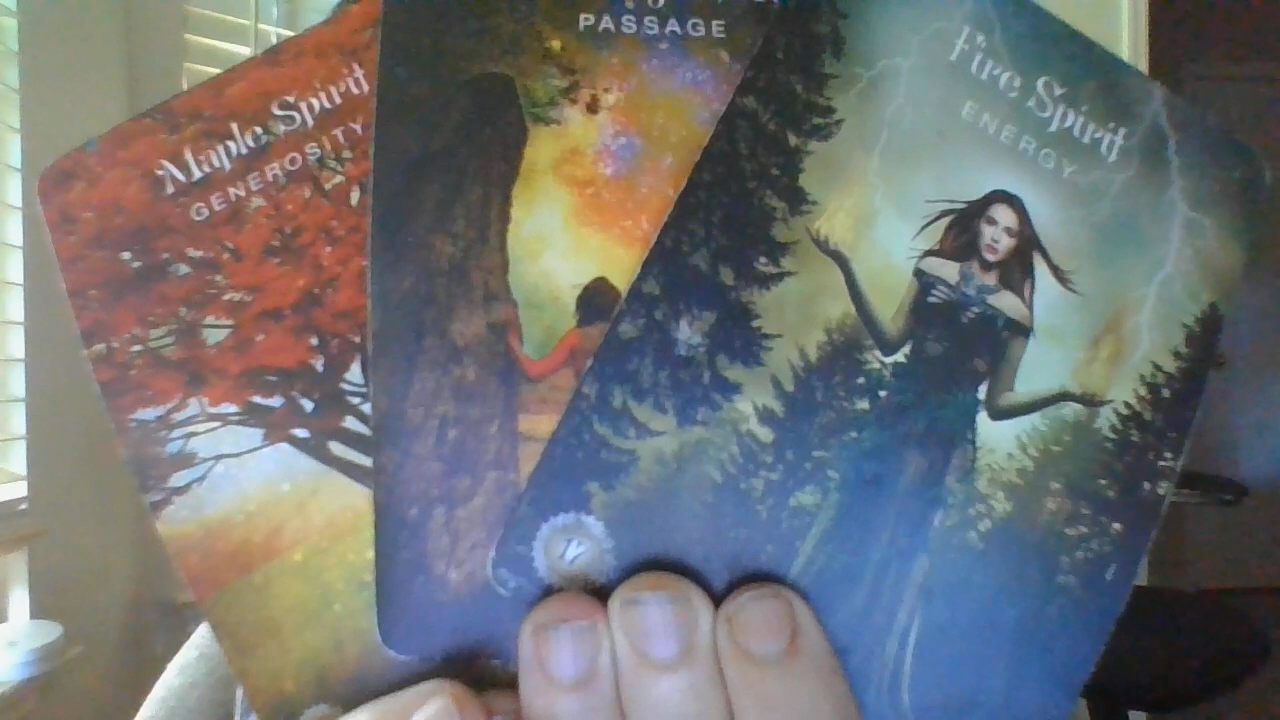 Maple Spirit
GENEROSITY
PASSAGE
Fire Spirit
ENERGY